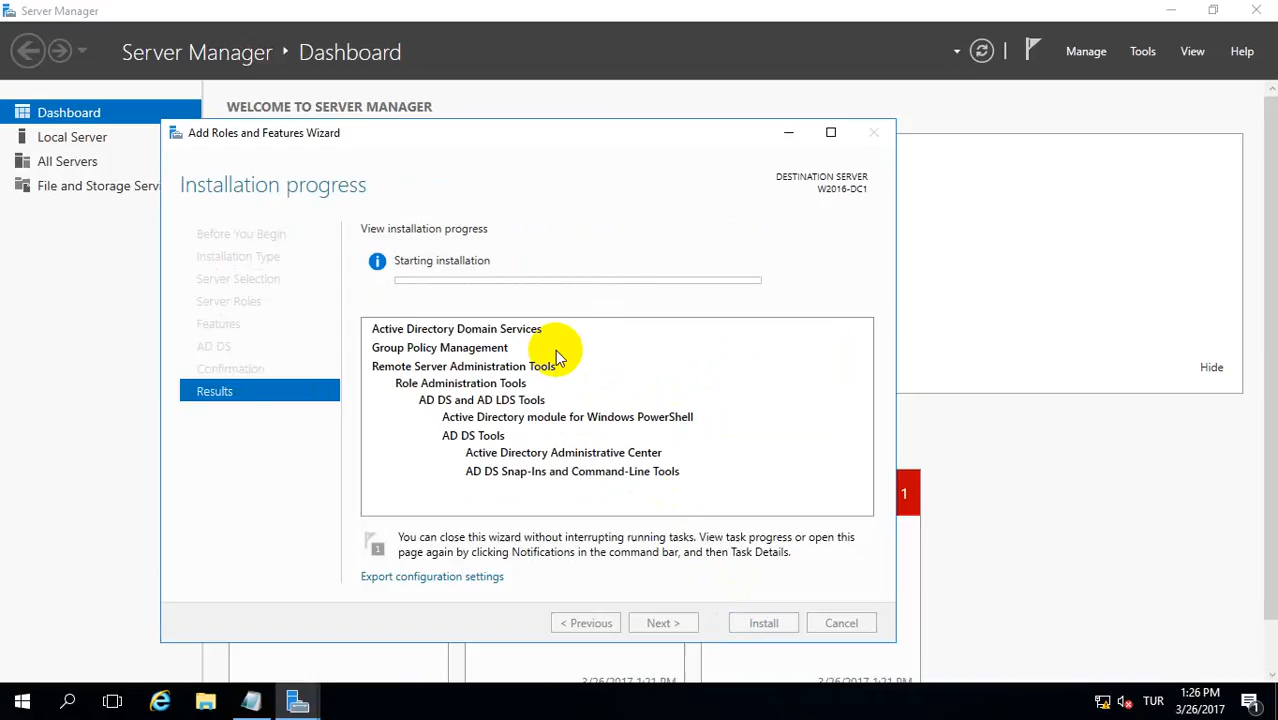 Server Manager
Server Manager ‣ Dashboard
Manage
Tools
View
Help
Dashboard
Local Server
All Servers
File and Storage Servi
WELCOME TO SERVER MANAGER
Add Roles and Features Wizard
Installation progress
DESTINATION SERVER
W2016-DC1
Before You Begin
Installation Type
Server Selection
Server Roles
Features
AD DS
Confirmation
Results
View installation progress
Starting installation
Active Directory Domain Services
Group Policy Management
Remote Server Administration Tools
Role Administration Tools
AD DS and AD LDS Tools
Active Directory module for Windows PowerShell
AD DS Tools
Active Directory Administrative Center
AD DS Snap-Ins and Command-Line Tools
1
You can close this wizard without interrupting running tasks. View task progress or open this
page again by clicking Notifications in the command bar, and then Task Details.
Export configuration settings
< Previous
Next >
Install
Cancel
Hide
1
TUR
1:26 PM
3/26/2017
1